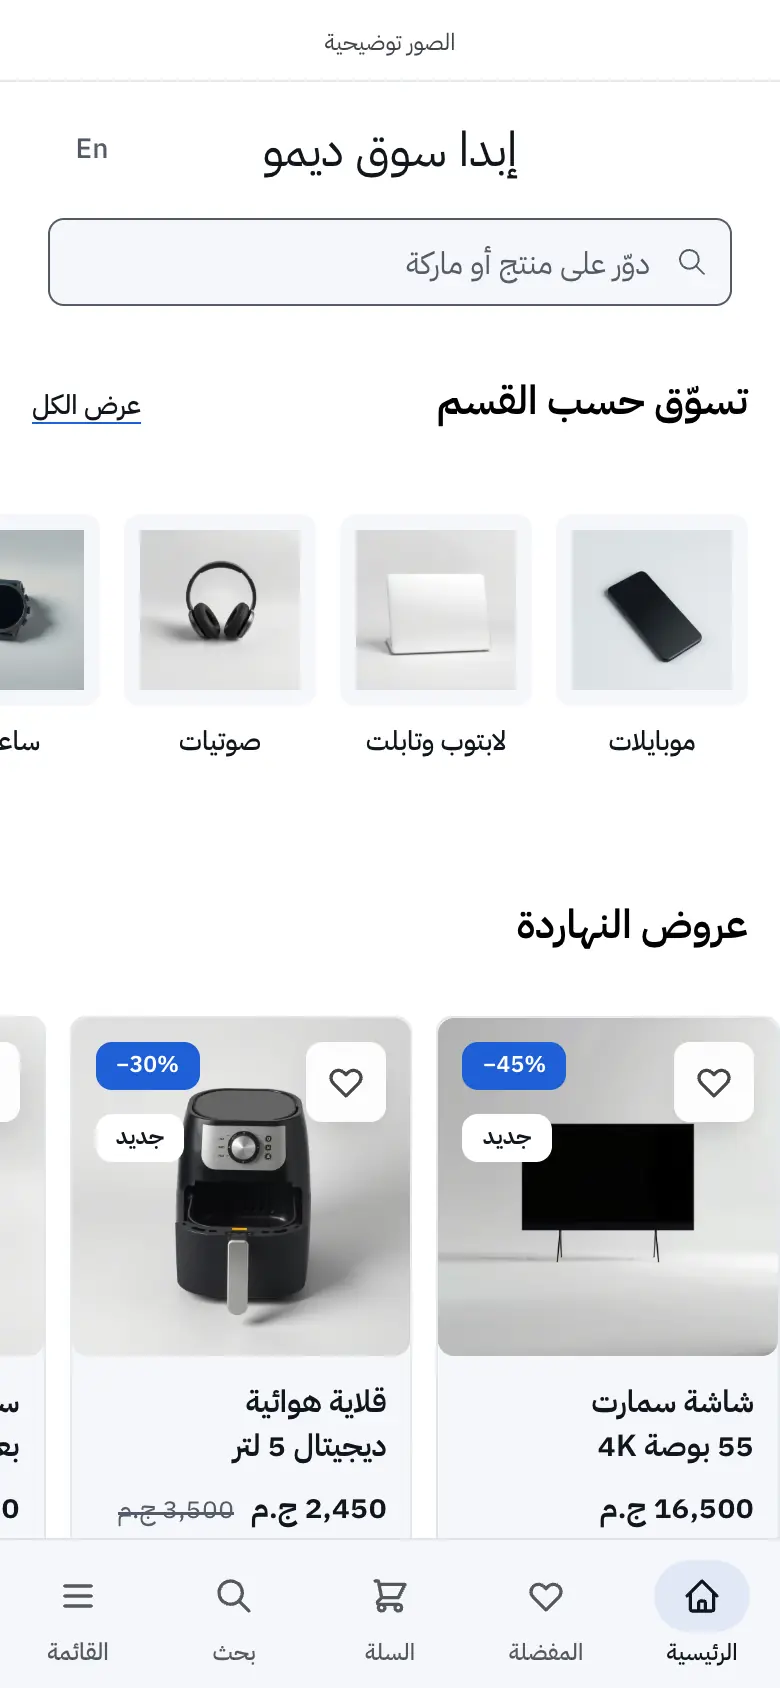 الصور توضيحية
إبدا سوق ديمو
En
دوّر على منتج أو ماركة
تسوّق حسب القسم
عرض الكل
موبايلات
لابتوب وتابلت
صوتيات
عروض النهاردة
−45%
جديد
شاشة سمارت
55 بوصة 4K
16,500 ج.م
−30%
جديد
قلاية هوائية
ديجيتال 5 لتر
2,450 ج.م 3,500 ج.م
الرئيسية
المفضلة
السلة
بحث
القائمة